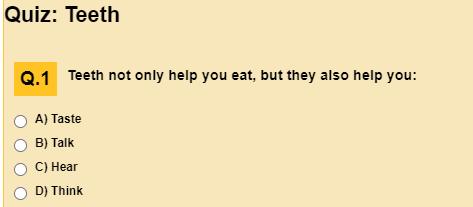 Quiz: Teeth
Q.1 Teeth not only help you eat, but they also help you:
A) Taste
B) Talk
C) Hear
D) Think